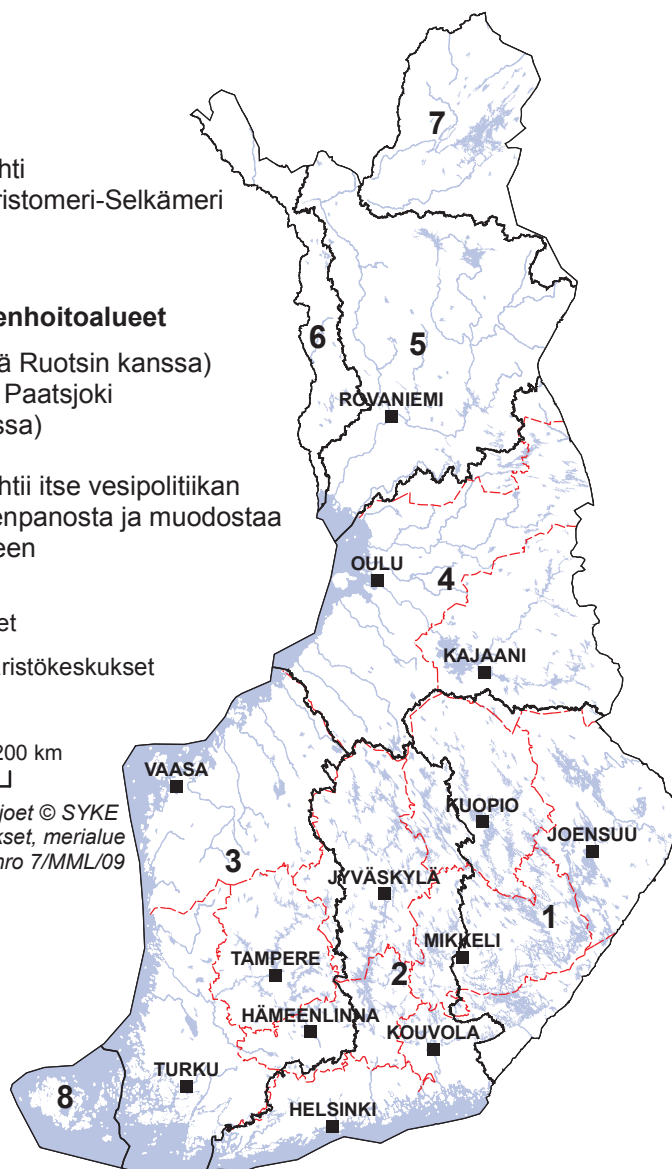 hti
ristomeri-Selkämeri
enhoitoalueet
ä Ruotsin kanssa)
Paatsjoki
ssa)
htii itse vesipolitiikan
enpanosta ja muodostaa
een
et
äristökeskukset
200 km
joet © SYKE
kset, merialue
nro 7/MML/09
7
6
5
ROVANIEMI
OULU
4
KAJAANI
VAASA
KUOPIO
JOENSUU
3
JYVÄSKYLÄ
1
MIKKELI
TAMPERE
2
HÄMEENLINNA
KOUVOLA
TURKU
8
HELSINKI